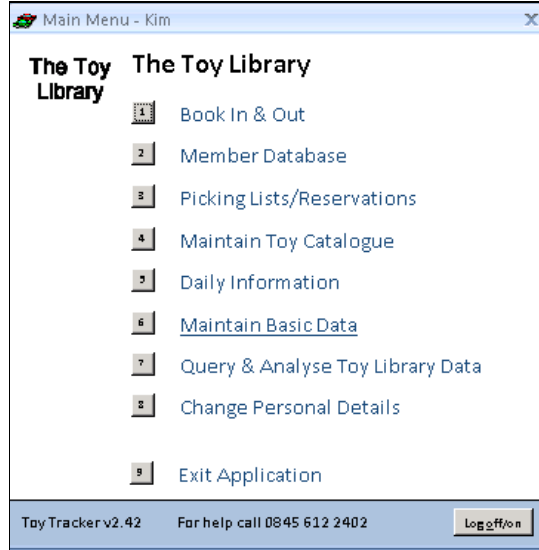 Main Menu - Kim X
The Toy
Library
The Toy Library
1 Book In & Out
2 Member Database
3 Picking Lists/Reservations
4 Maintain Toy Catalogue
5 Daily Information
6 Maintain Basic Data
7 Query & Analyse Toy Library Data
8 Change Personal Details
9 Exit Application
Toy Tracker v2.42 For help call 0845 612 2402 Log off/on